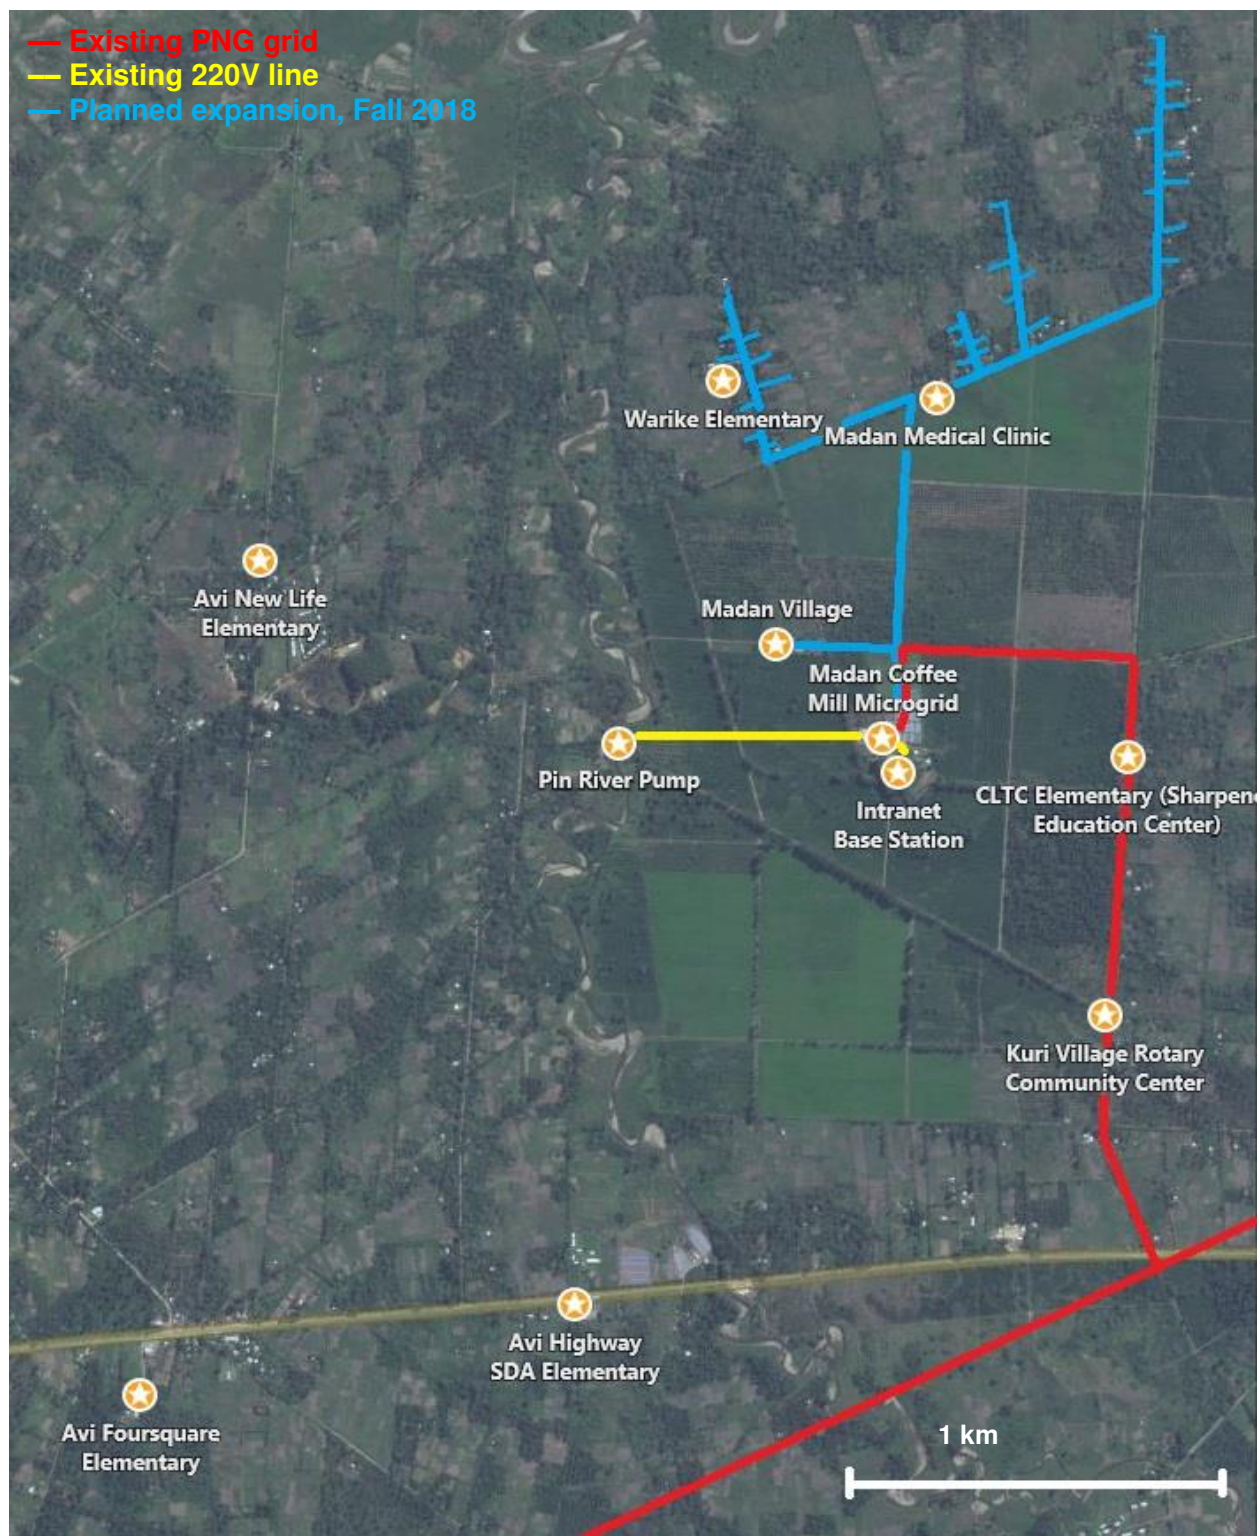 Existing PNG grid
Existing 220V line
Planned expansion, Fall 2018
Warike Elementary
Madan Medical Clinic
Avi New Life
Elementary
Madan Village
Madan Coffee
Mill Microgrid
Pin River Pump
Intranet
Base Station
CLTC Elementary (Sharpene
Education Center)
Kuri Village Rotary
Community Center
Avi Highway
SDA Elementary
Avi Foursquare
Elementary
1 km